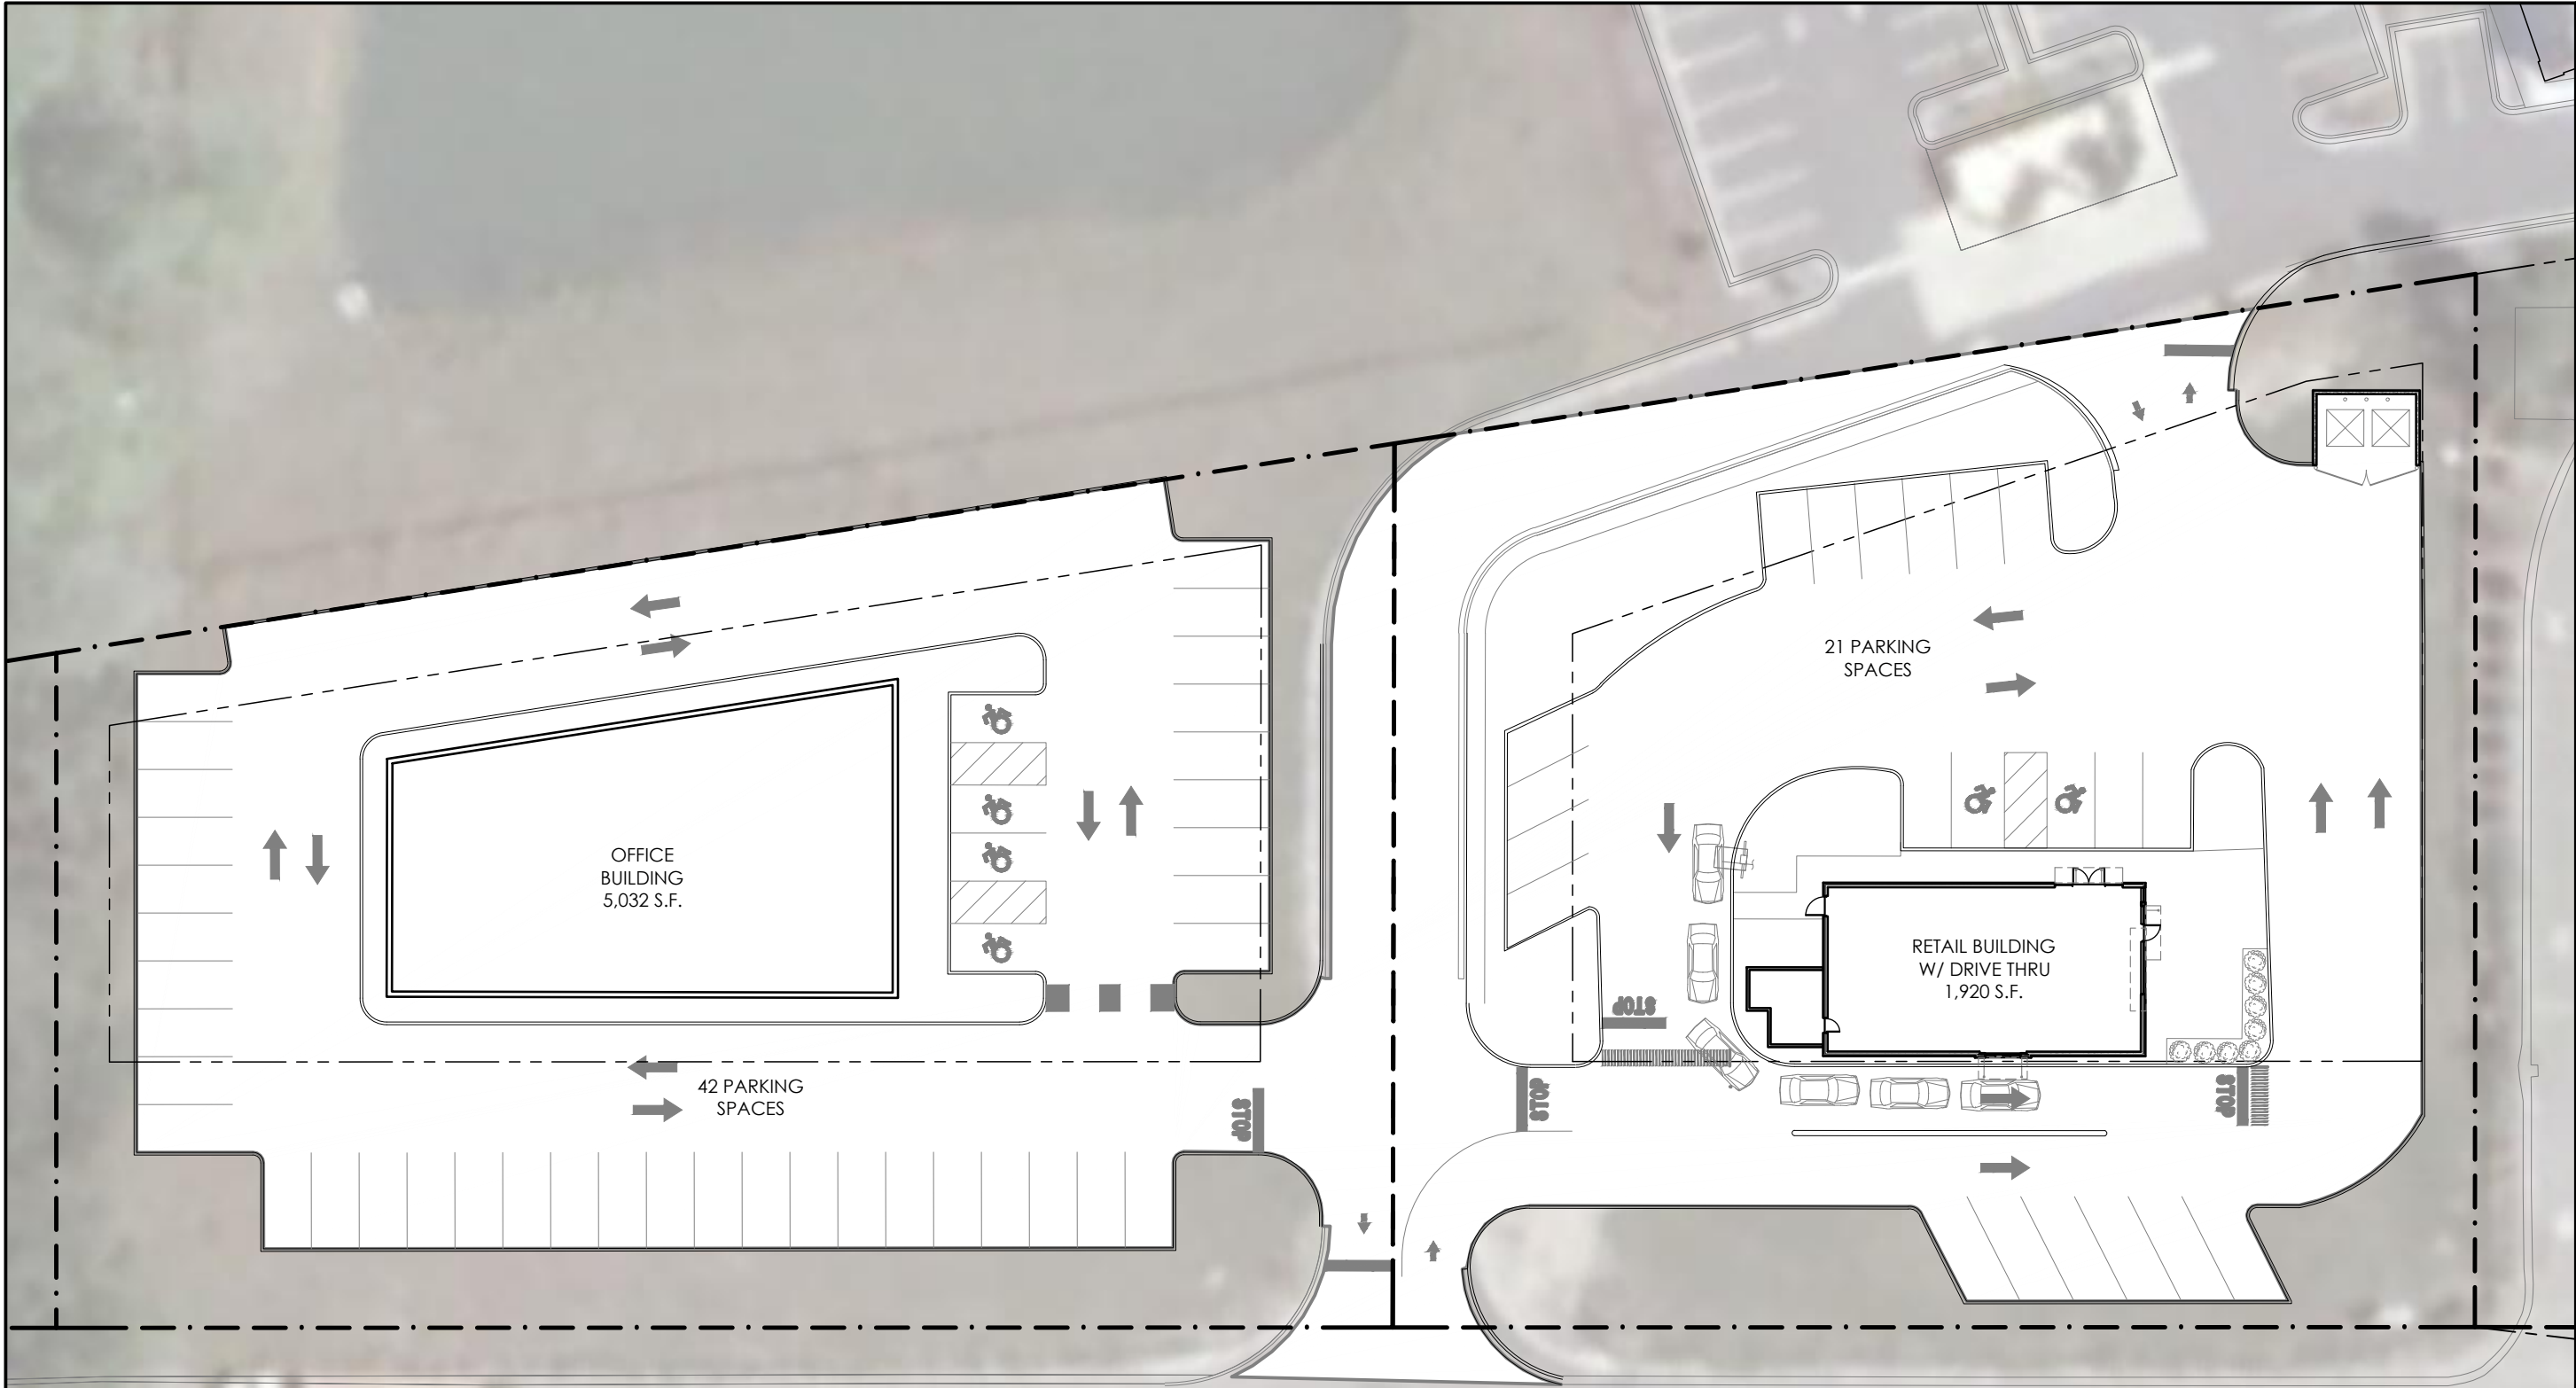 21 PARKING
SPACES
OFFICE
BUILDING
5,032 S.F.
RETAIL BUILDING
W/ DRIVE THRU
1,920 S.F.
STOP
42 PARKING
SPACES
STOP
STOP
STOP